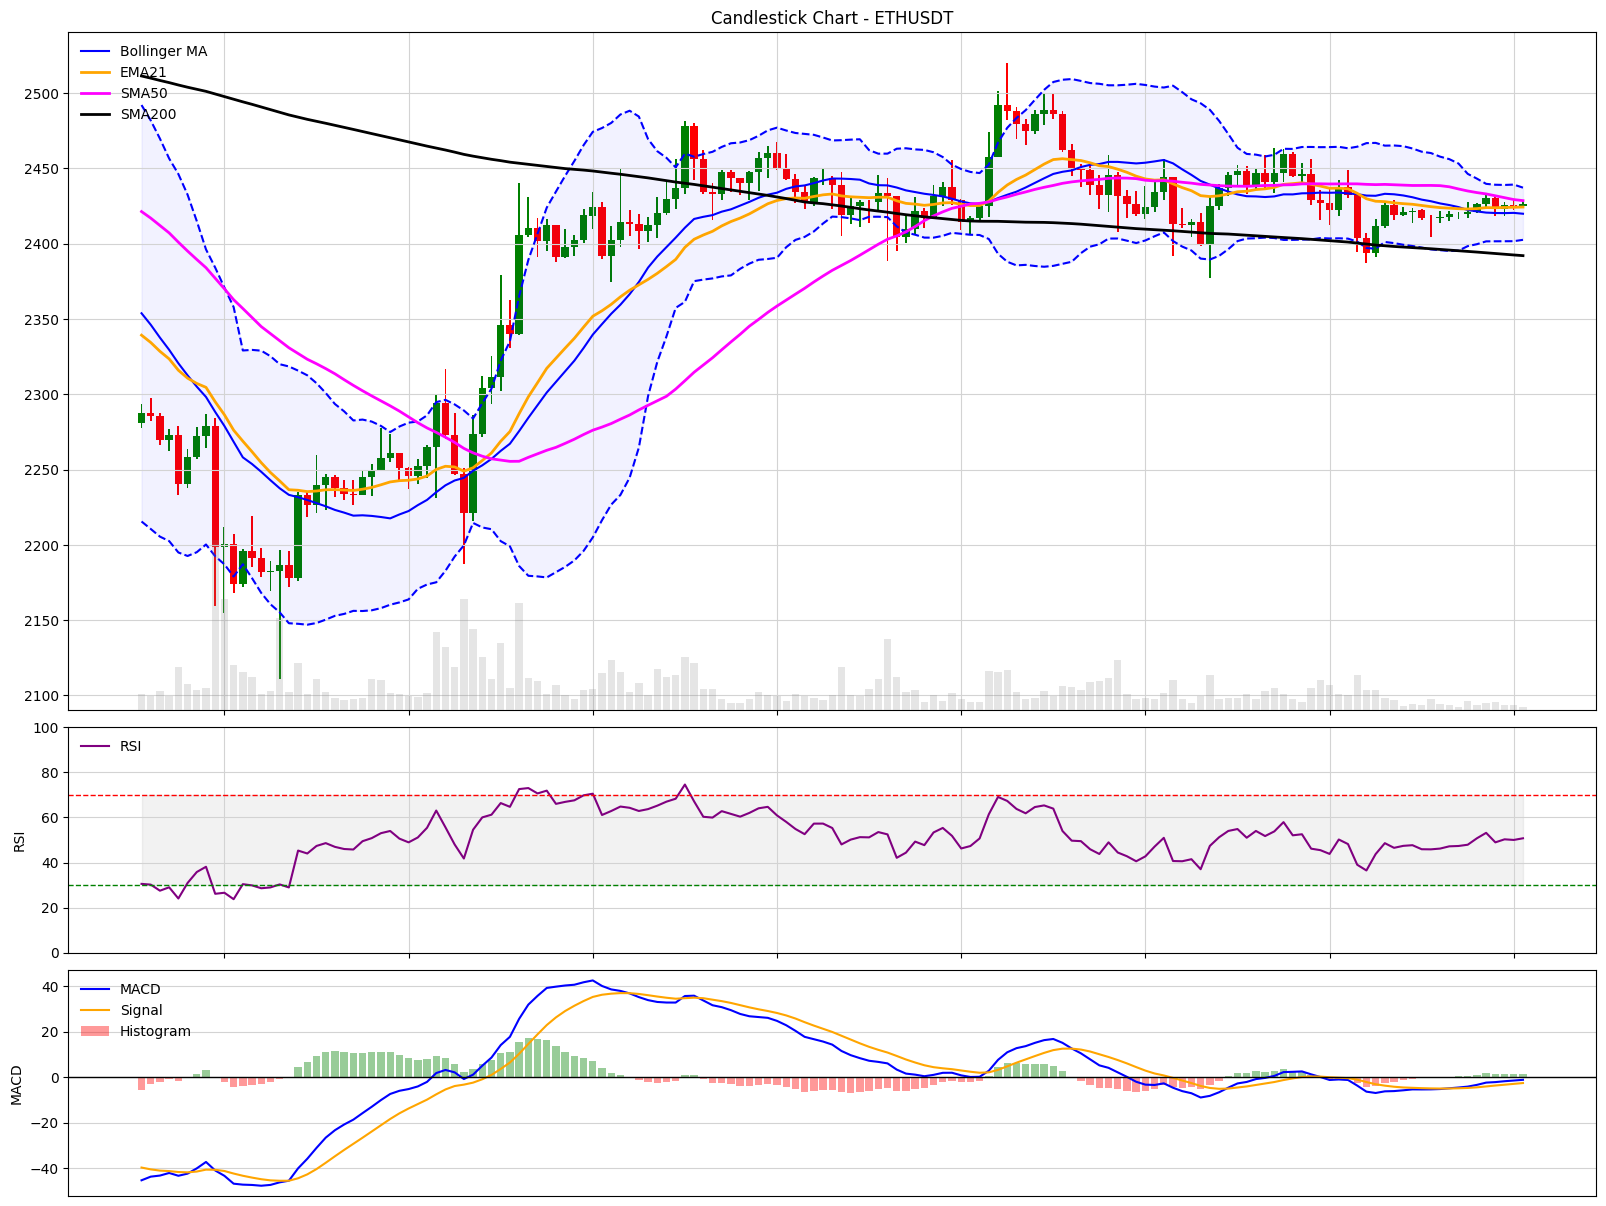 Candlestick Chart - ETHUSDT
Bollinger MA
EMA21
SMA50
SMA200
2500
2450
2400
2350
2300
2250
2200
2150
2100
RSI
100
80
60
40
20
0
RSI
MACD
Signal
Histogram
40
20
0
−20
−40
MACD